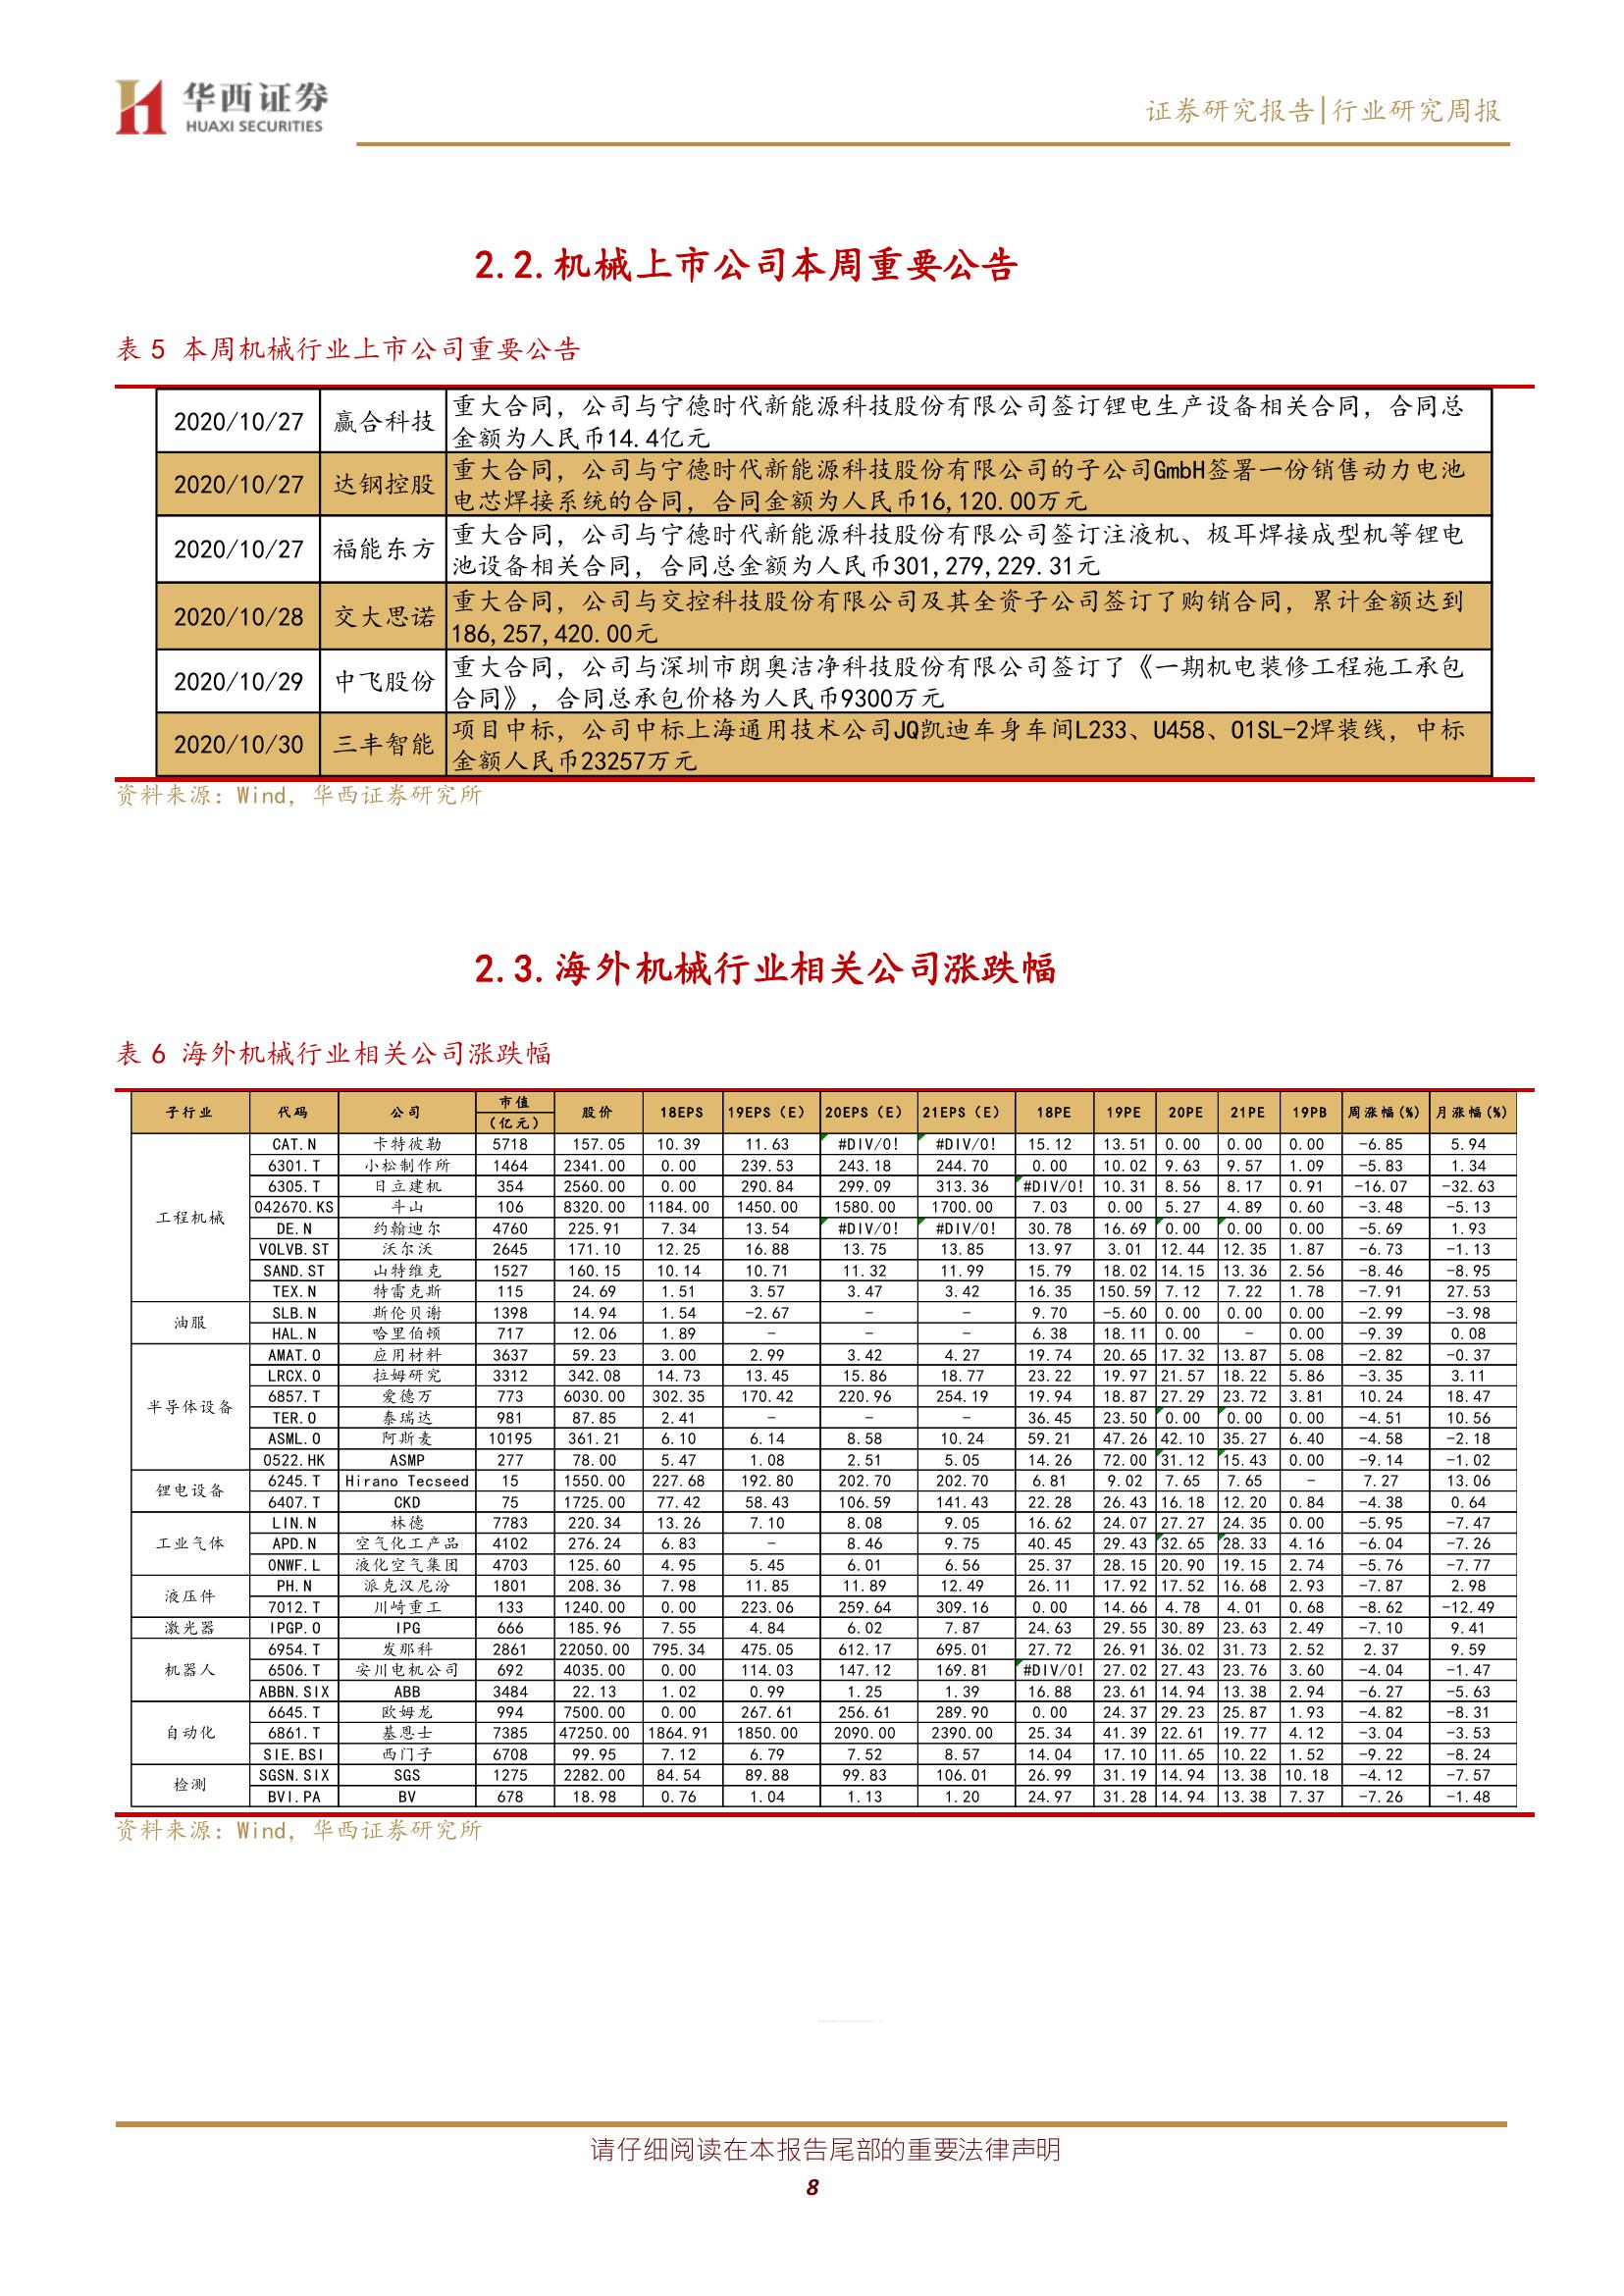 华西证券
HUAXI SECURITIES
证券研究报告|行业研究周报
2.2.机械上市公司本周重要公告
表 5 本周机械行业上市公司重要公告
2020/10/27 赢合科技 重大合同，公司与宁德时代新能源科技股份有限公司签订锂电生产设备相关合同，合同总
金额为人民币14.4亿元
2020/10/27 达钢控股 重大合同，公司与宁德时代新能源科技股份有限公司的子公司GmbH签署一份销售动力电池
电芯焊接系统的合同，合同金额为人民币16,120.00万元
2020/10/27 福能东方 重大合同，公司与宁德时代新能源科技股份有限公司签订注液机、极耳焊接成型机等锂电
池设备相关合同，合同总金额为人民币301,279,229.31元
2020/10/28 交大思诺 重大合同，公司与交控科技股份有限公司及其全资子公司签订了购销合同，累计金额达到
186,257,420.00元
2020/10/29 中飞股份 重大合同，公司与深圳市朗奥洁净科技股份有限公司签订了《一期机电装修工程施工承包
合同》，合同总承包价格为人民币9300万元
2020/10/30 三丰智能 项目中标，公司中标上海通用技术公司JQ凯迪车身车间L233、U458、O1SL-2焊装线，中标
金额人民币23257万元
资料来源：Wind，华西证券研究所
2.3.海外机械行业相关公司涨跌幅
表 6 海外机械行业相关公司涨跌幅
子行业 代码 公司 市值（亿元） 股价 18EPS 19EPS（E） 20EPS（E） 21EPS（E） 18PE 19PE 20PE 21PE 19PB 周涨幅(%) 月涨幅(%)
工程机械 CAT.N 卡特彼勒 5718 157.05 10.39 11.63 #DIV/0! #DIV/0! 15.12 13.51 0.00 0.00 0.00 -6.85 5.94
6301.T 小松制作所 1464 2341.00 0.00 239.53 243.18 244.70 0.00 10.02 9.63 9.57 1.09 -5.83 1.34
6305.T 日立建机 354 2560.00 0.00 290.84 299.09 313.36 #DIV/0! 10.31 8.56 8.17 0.91 -16.07 -32.63
042670.KS 斗山 106 8320.00 1184.00 1450.00 1580.00 1700.00 7.03 0.00 5.27 4.89 0.60 -3.48 -5.13
DE.N 约翰迪尔 4760 225.91 7.34 13.54 #DIV/0! #DIV/0! 30.78 16.69 0.00 0.00 0.00 -5.69 1.93
VOLVB.ST 沃尔沃 2645 171.10 12.25 16.88 13.75 13.85 13.97 3.01 12.44 12.35 1.87 -6.73 -1.13
SAND.ST 山特维克 1527 160.15 10.14 10.71 11.32 11.99 15.79 18.02 14.15 13.36 2.56 -8.46 -8.95
TEX.N 特雷克斯 115 24.69 1.51 3.57 3.47 3.42 16.35 150.59 7.12 7.22 1.78 -7.91 27.53
油服 SLB.N 斯伦贝谢 1398 14.94 1.54 -2.67 - - 9.70 -5.60 0.00 0.00 0.00 -2.99 -3.98
HAL.N 哈里伯顿 717 12.06 1.89 - - - 6.38 18.11 0.00 - 0.00 -9.39 0.08
半导体设备 AMAT.O 应用材料 3637 59.23 3.00 2.99 3.42 4.27 19.74 20.65 17.32 13.87 5.08 -2.82 -0.37
LRCX.O 拉姆研究 3312 342.08 14.73 13.45 15.86 18.77 23.22 19.97 21.57 18.22 5.86 -3.35 3.11
6857.T 爱德万 773 6030.00 302.35 170.42 220.96 254.19 19.94 18.87 27.29 23.72 3.81 10.24 18.47
TER.O 泰瑞达 981 87.85 2.41 - - - 36.45 23.50 0.00 0.00 0.00 -4.51 10.56
ASML.O 阿斯麦 10195 361.21 6.10 6.14 8.58 10.24 59.21 47.26 42.10 35.27 6.40 -4.58 -2.18
0522.HK ASMP 277 78.00 5.47 1.08 2.51 5.05 14.26 72.00 31.12 15.43 0.00 -9.14 -1.02
锂电设备 6245.T Hirano Tecseed 15 1550.00 227.68 192.80 202.70 202.70 6.81 9.02 7.65 7.65 - 7.27 13.06
6407.T CKD 75 1725.00 77.42 58.43 106.59 141.43 22.28 26.43 16.18 12.20 0.84 -4.38 0.64
工业气体 LIN.N 林德 7783 220.34 13.26 7.10 8.08 9.05 16.62 24.07 27.27 24.35 0.00 -5.95 -7.47
APD.N 空气化工产品 4102 276.24 6.83 - 8.46 9.75 40.45 29.43 32.65 28.33 4.16 -6.04 -7.26
0NWF.L 液化空气集团 4703 125.60 4.95 5.45 6.01 6.56 25.37 28.15 20.90 19.15 2.74 -5.76 -7.77
液压件 PH.N 派克汉尼汾 1801 208.36 7.98 11.85 11.89 12.49 26.11 17.92 17.52 16.68 2.93 -7.87 2.98
7012.T 川崎重工 133 1240.00 0.00 223.06 259.64 309.16 0.00 14.66 4.78 4.01 0.68 -8.62 -12.49
激光器 IPGP.O IPG 666 185.96 7.55 4.84 6.02 7.87 24.63 29.55 30.89 23.63 2.49 -7.10 9.41
机器人 6954.T 发那科 2861 22050.00 795.34 475.05 612.17 695.01 27.72 26.91 36.02 31.73 2.52 2.37 9.59
6506.T 安川电机公司 692 4035.00 0.00 114.03 147.12 169.81 #DIV/0! 27.02 27.43 23.76 3.60 -4.04 -1.47
ABBN.SIX ABB 3484 22.13 1.02 0.99 1.25 1.39 16.88 23.61 14.94 13.38 2.94 -6.27 -5.63
自动化 6645.T 欧姆龙 994 7500.00 0.00 267.61 256.61 289.90 0.00 24.37 29.23 25.87 1.93 -4.82 -8.31
6861.T 基恩士 7385 47250.00 1864.91 1850.00 2090.00 2390.00 25.34 41.39 22.61 19.77 4.12 -3.04 -3.53
SIE.BSI 西门子 6708 99.95 7.12 6.79 7.52 8.57 14.04 17.10 11.65 10.22 1.52 -9.22 -8.24
检测 SGSN.SIX SGS 1275 2282.00 84.54 89.88 99.83 106.01 26.99 31.19 14.94 13.38 10.18 -4.12 -7.57
BVI.PA BV 678 18.98 0.76 1.04 1.13 1.20 24.97 31.28 14.94 13.38 7.37 -7.26 -1.48
资料来源：Wind，华西证券研究所
请仔细阅读在本报告尾部的重要法律声明
8